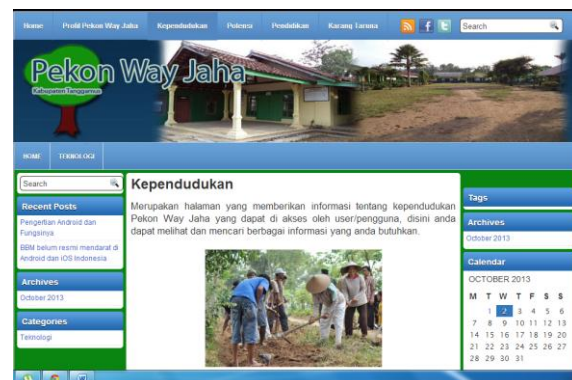 Home Profil Pekon Way Jaha Kependudukan Potensi Pendidikan Karang Taruna
Search
Pekon Way Jaha
Kabupaten Tanggamus
HOME TEKNOLOGI
Search
Recent Posts
Pengertian Android dan
Fungsinya
BBM belum resmi mendarat di
Android dan iOS Indonesia
Archives
October 2013
Categories
Teknologi
Kependudukan
Merupakan halaman yang memberikan informasi tentang kependudukan
Pekon Way Jaha yang dapat di akses oleh user/pengguna, disini anda
dapat melihat dan mencari berbagai informasi yang anda butuhkan.
Tags
Archives
October 2013
Calendar
OCTOBER 2013
M T W T F S S
1 2 3 4 5 6
7 8 9 10 11 12 13
14 15 16 17 18 19 20
21 22 23 24 25 26 27
28 29 30 31